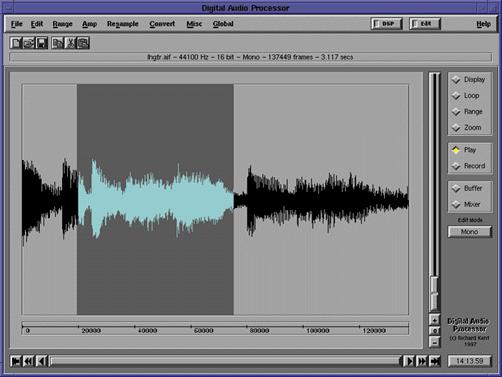 Digital Audio Processor
File Edit Range Amp Resample Convert Misc Global DSP Edit Help
lhgtr.aif - 44100 Hz - 16 bit - Mono - 137449 frames - 3.117 secs
Display
Loop
Range
Zoom
Play
Record
Buffer
Mixer
Edit Mode
Mono
+
0
-
Digital Audio
Processor
(c) Richard Kent
1997
0 20000 40000 60000 80000 100000 120000
14:13:59